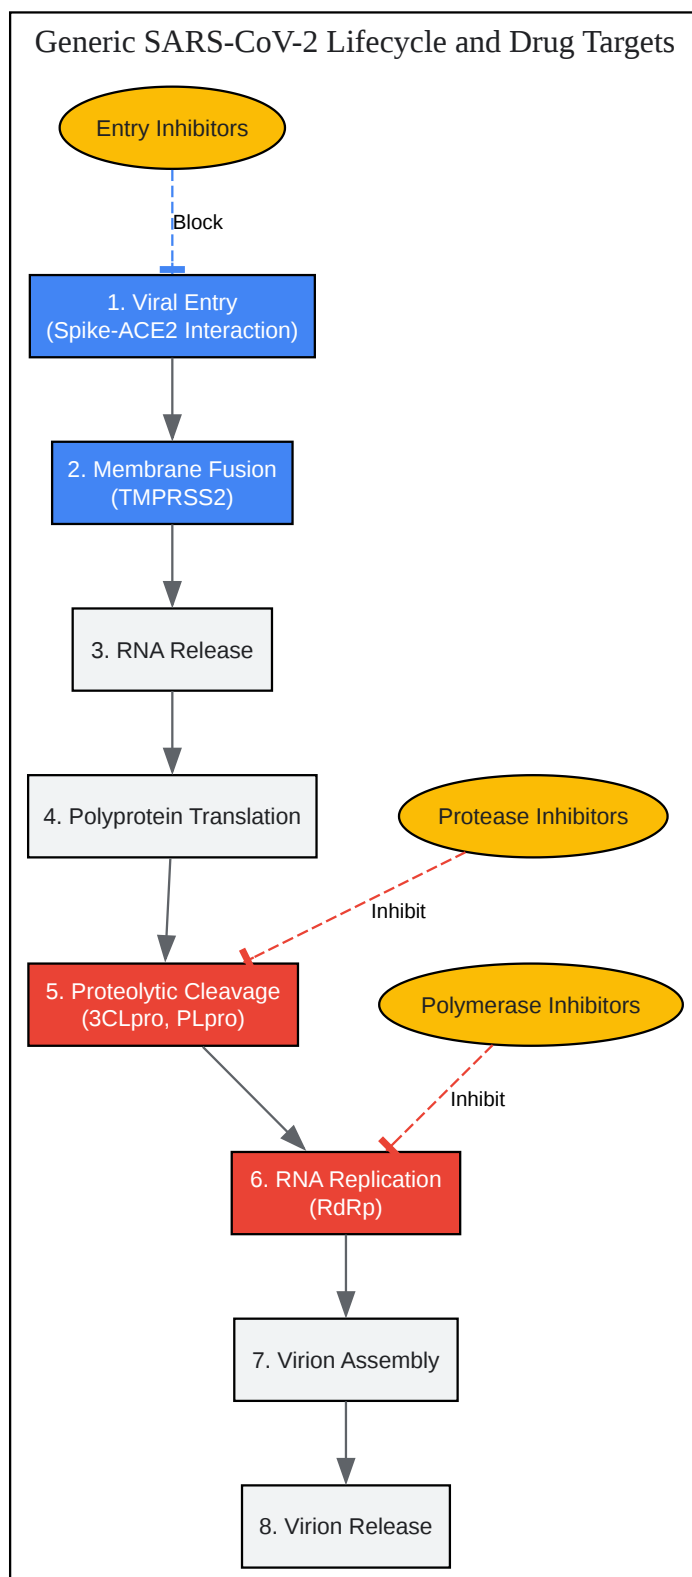 Generic SARS-CoV-2 Lifecycle and Drug Targets
Entry Inhibitors
Block
1. Viral Entry
(Spike-ACE2 Interaction)
2. Membrane Fusion
(TMPRSS2)
3. RNA Release
4. Polyprotein Translation
Protease Inhibitors
Inhibit
5. Proteolytic Cleavage
(3CLpro, PLpro)
Polymerase Inhibitors
Inhibit
6. RNA Replication
(RdRp)
7. Virion Assembly
8. Virion Release